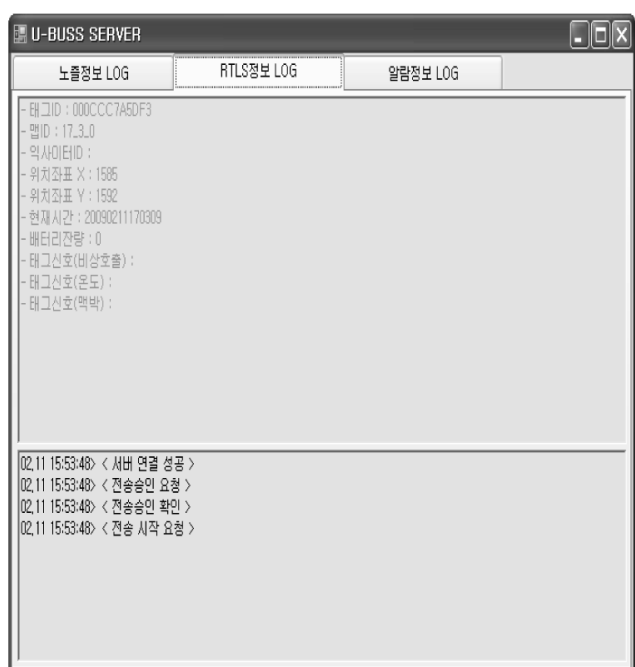 U-BUSS SERVER
노즐정보 LOG
RTLS정보 LOG
알람정보 LOG
- 태그ID : 000CCC7A5DF3
- 맵ID : 17_3_0
- 익사이터ID :
- 위치좌표 X : 1585
- 위치좌표 Y : 1592
- 현재시간 : 20090211170309
- 배터리잔량 : 0
- 태그신호(비상호출) :
- 태그신호(온도) :
- 태그신호(맥박) :
02,11 15:53:48> < 서버 연결 성공 >
02,11 15:53:48> < 전송승인 요청 >
02,11 15:53:48> < 전송승인 확인 >
02,11 15:53:48> < 전송 시작 요청 >